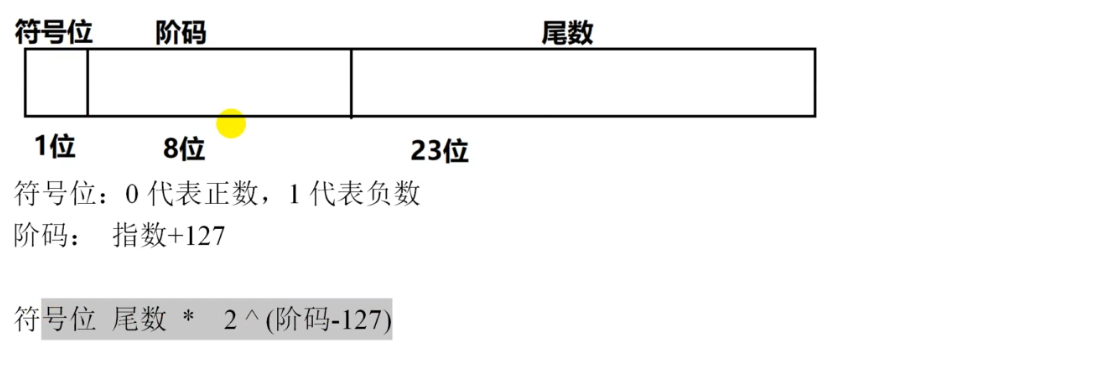 符号位 阶码 尾数
1位 8位 23位
符号位：0 代表正数，1 代表负数
阶码： 指数+127
符号位 尾数 * 2 ^ (阶码-127)